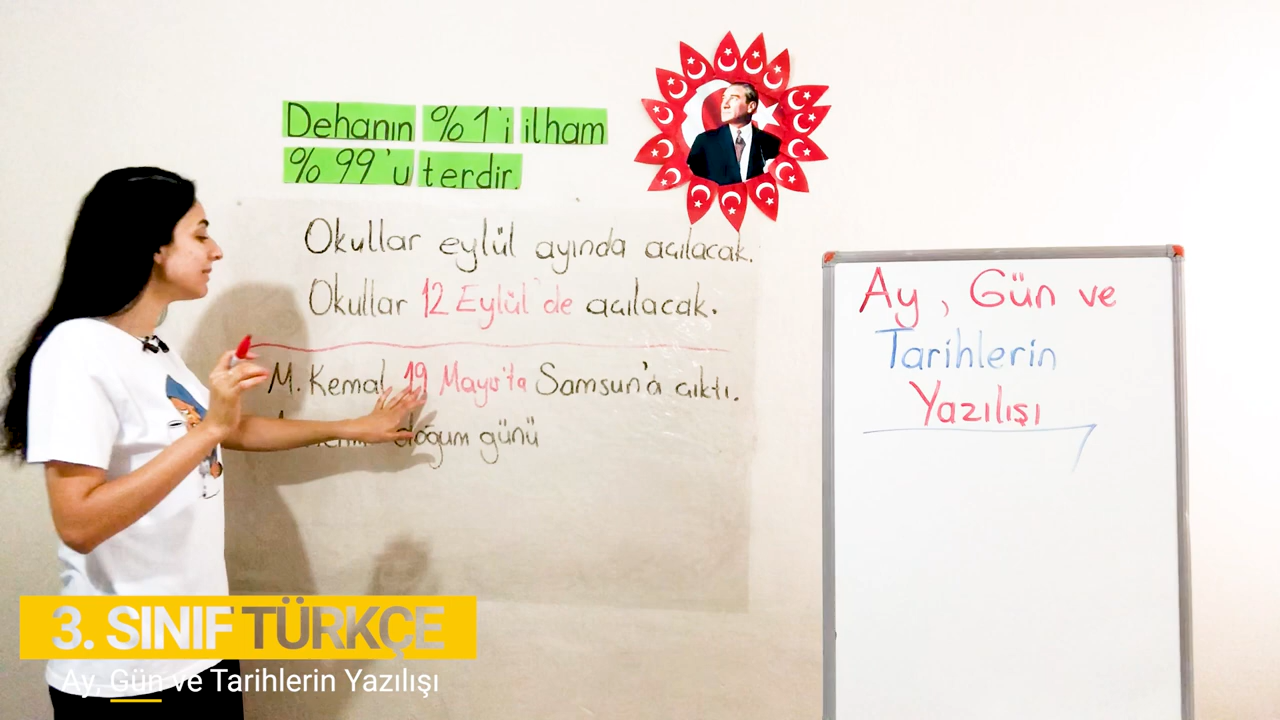 Dehanın %1'i ilham
%99'u terdir.
Okullar eylül ayında açılacak.
Okullar 12 Eylül'de açılacak.
M. Kemal 19 Mayıs'ta Samsun'a çıktı.
doğum günü
Ay, Gün ve
Tarihlerin
Yazılışı
3. SINIF TÜRKÇE
Ay, Gün ve Tarihlerin Yazılışı